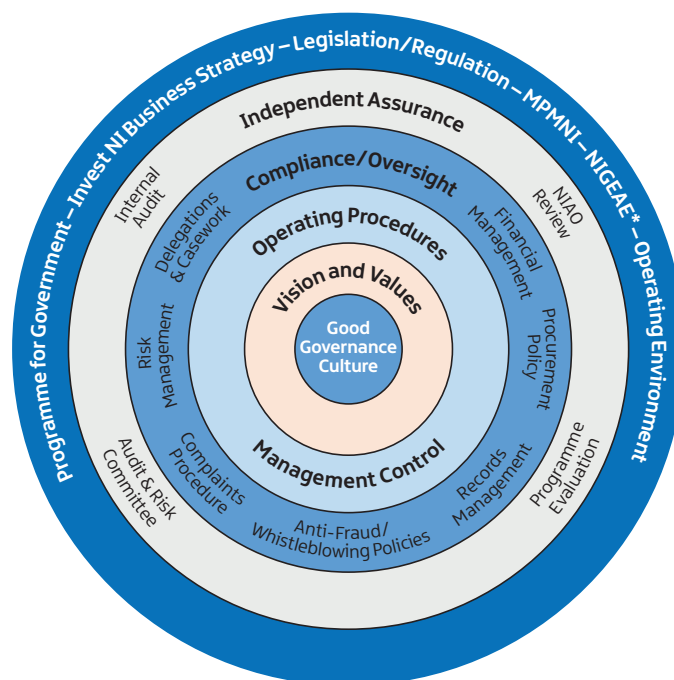 Programme for Government – Invest NI Business Strategy – Legislation/Regulation – MPMNI – NIGEAE* – Operating Environment
Independent Assurance
Internal
Audit
NIAO
Review
Audit & Risk
Committee
Programme
Evaluation
Compliance/Oversight
Delegations
& Casework
Financial
Management
Risk
Management
Procurement
Policy
Complaints
Procedure
Records
Management
Anti-Fraud/
Whistleblowing Policies
Operating Procedures
Management Control
Vision and Values
Good
Governance
Culture